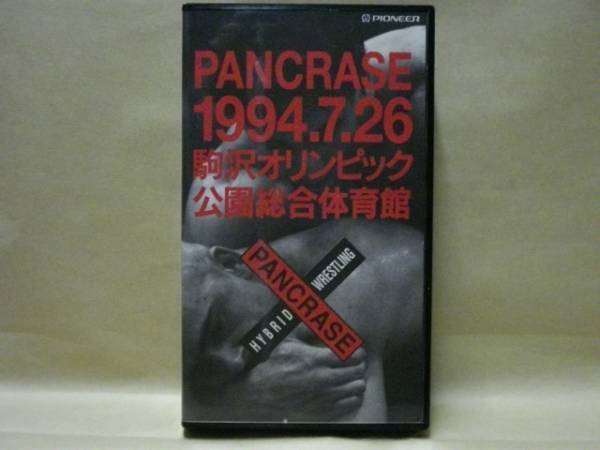 PIONEER
PANCRASE
1994.7.26
駒沢オリンピック
公園総合体育館
PANCRASE
HYBRID WRESTLING